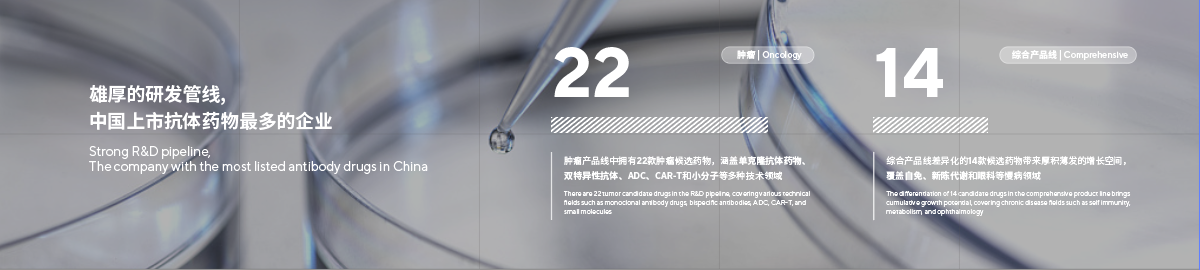 雄厚的研发管线,
中国上市抗体药物最多的企业
Strong R&D pipeline,
The company with the most listed antibody drugs in China
22
肿瘤 | Oncology
肿瘤产品线中拥有22款肿瘤候选药物，涵盖单克隆抗体药物、
双特异性抗体、ADC、CAR-T和小分子等多种技术领域
There are 22 tumor candidate drugs in the R&D pipeline, covering various technical
fields such as monoclonal antibody drugs, bispecific antibodies, ADC, CAR-T, and
small molecules
14
综合产品线 | Comprehensive
综合产品线差异化的14款候选药物带来厚积薄发的增长空间，
覆盖自免、新陈代谢和眼科等慢病领域
The differentiation of 14 candidate drugs in the comprehensive product line brings
cumulative growth potential, covering chronic disease fields such as self immunity,
metabolism, and ophthalmology